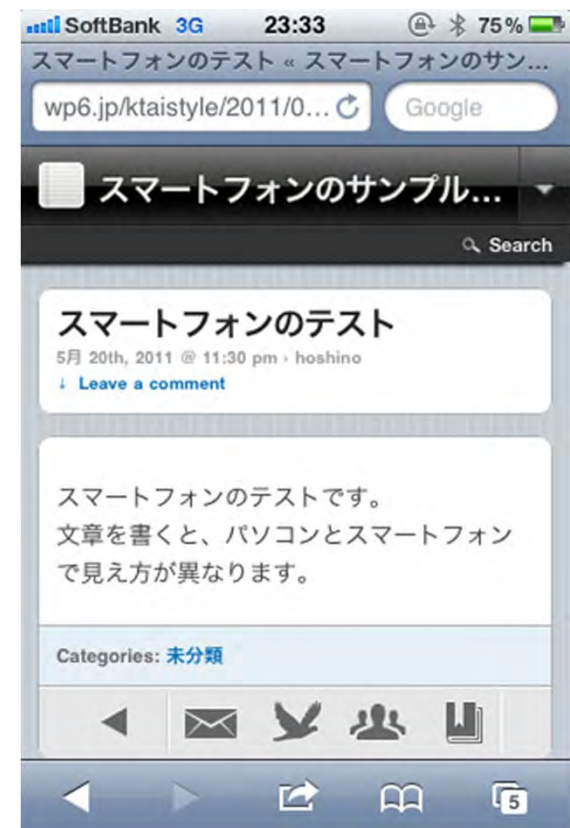 SoftBank 3G 23:33 75%
スマートフォンのテスト « スマートフォンのサン...
wp6.jp/ktaistyle/2011/0... Google
スマートフォンのサンプル...
Search
スマートフォンのテスト
5月 20th, 2011 @ 11:30 pm › hoshino
↓ Leave a comment
スマートフォンのテストです。
文章を書くと、パソコンとスマートフォン
で見え方が異なります。
Categories: 未分類
5